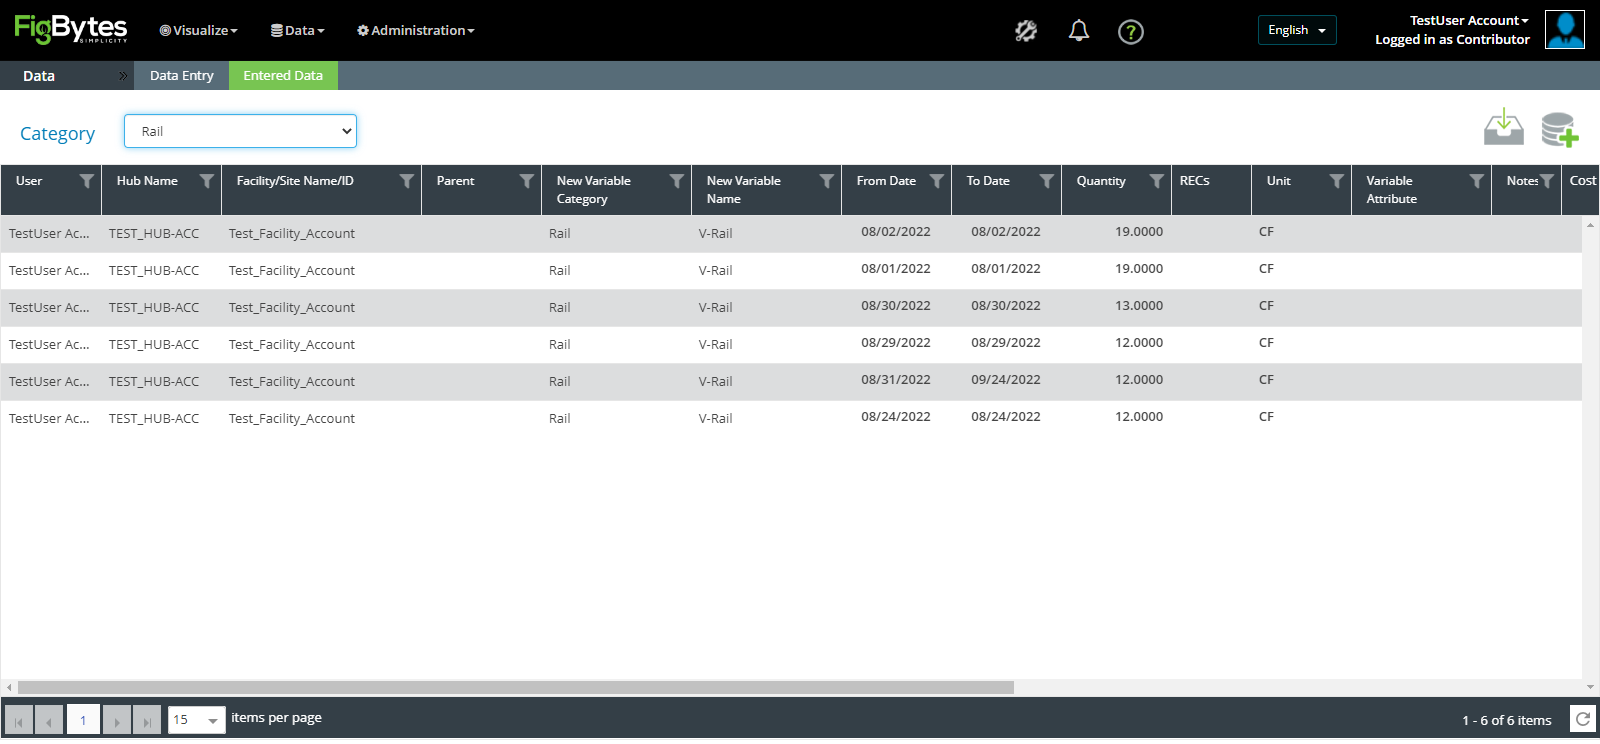 FigBytes
SIMPLICITY
Visualize
Data
Administration
?
English
TestUser Account
Logged in as Contributor
Data
Data Entry
Entered Data
Category
Rail
User Hub Name Facility/Site Name/ID Parent New Variable Category New Variable Name From Date To Date Quantity RECs Unit Variable Attribute Notes Cost
TestUser Ac... TEST_HUB-ACC Test_Facility_Account Rail V-Rail 08/02/2022 08/02/2022 19.0000 CF
TestUser Ac... TEST_HUB-ACC Test_Facility_Account Rail V-Rail 08/01/2022 08/01/2022 19.0000 CF
TestUser Ac... TEST_HUB-ACC Test_Facility_Account Rail V-Rail 08/30/2022 08/30/2022 13.0000 CF
TestUser Ac... TEST_HUB-ACC Test_Facility_Account Rail V-Rail 08/29/2022 08/29/2022 12.0000 CF
TestUser Ac... TEST_HUB-ACC Test_Facility_Account Rail V-Rail 08/31/2022 09/24/2022 12.0000 CF
TestUser Ac... TEST_HUB-ACC Test_Facility_Account Rail V-Rail 08/24/2022 08/24/2022 12.0000 CF
1
15
items per page
1 - 6 of 6 items